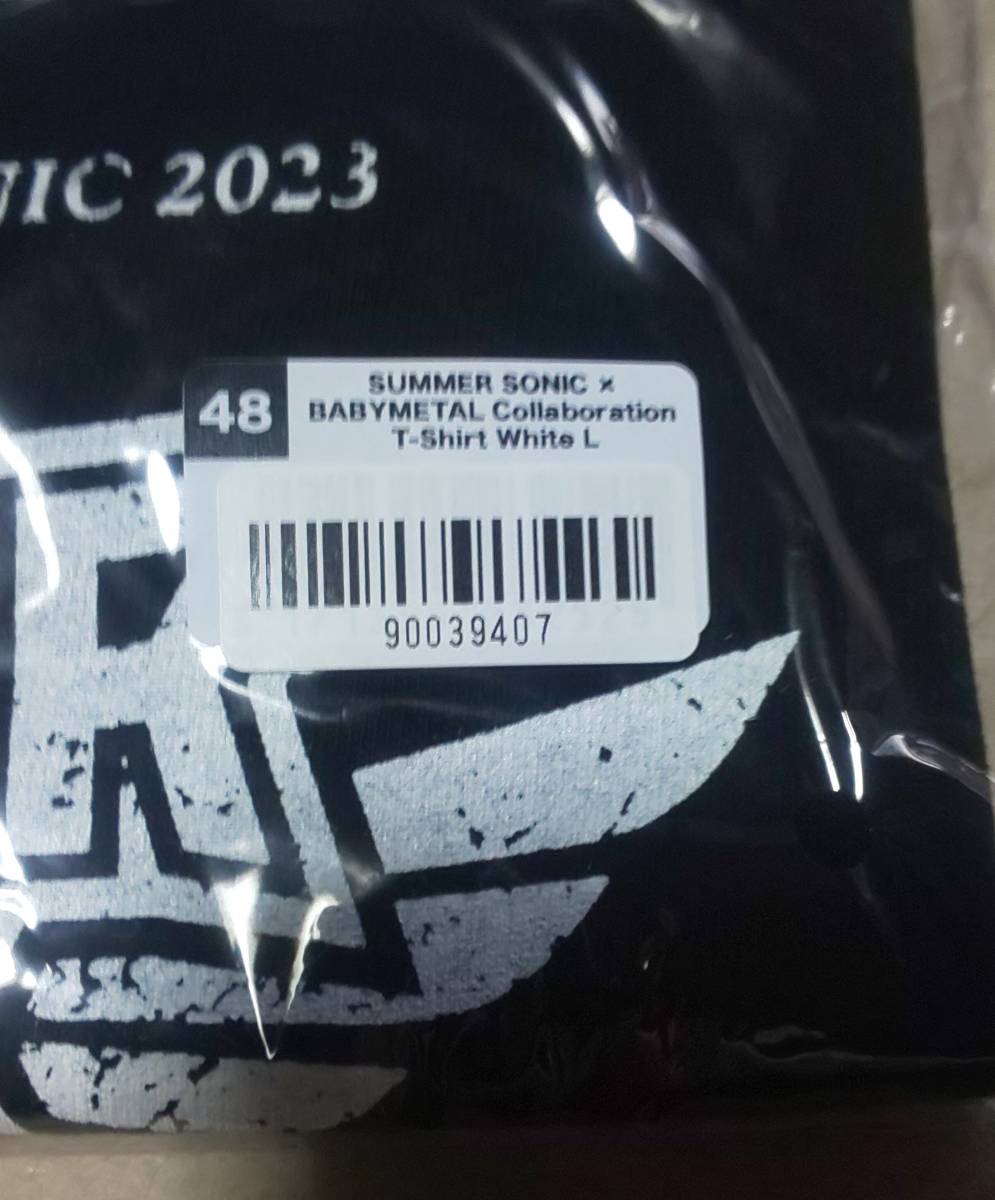 NIC 2023
48
SUMMER SONIC ×
BABYMETAL Collaboration
T-Shirt White L
90039407
R